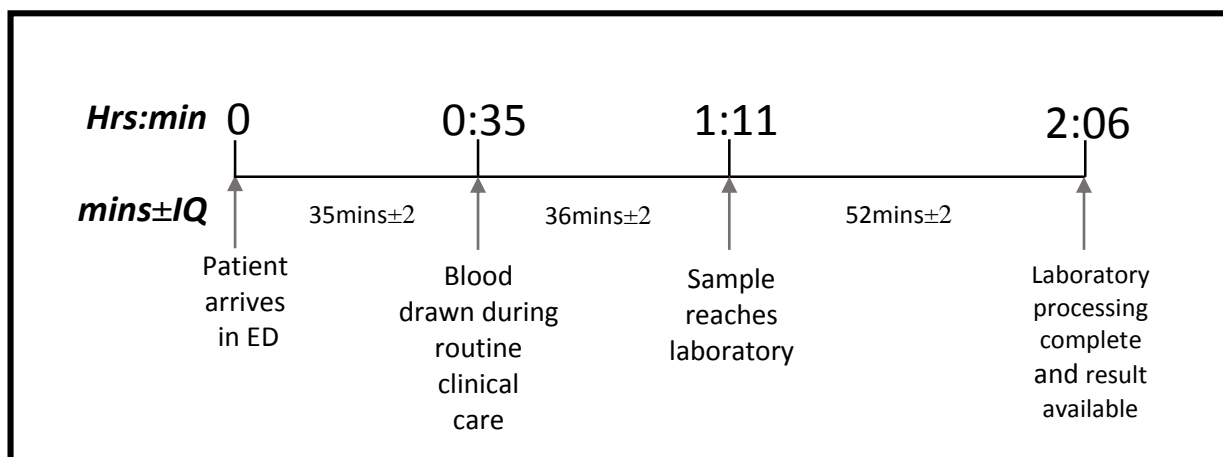 Hrs:min 0 0:35 1:11 2:06
mins±IQ 35mins±2 36mins±2 52mins±2
Patient
arrives
in ED
Blood
drawn during
routine
clinical
care
Sample
reaches
laboratory
Laboratory
processing
complete
and result
available